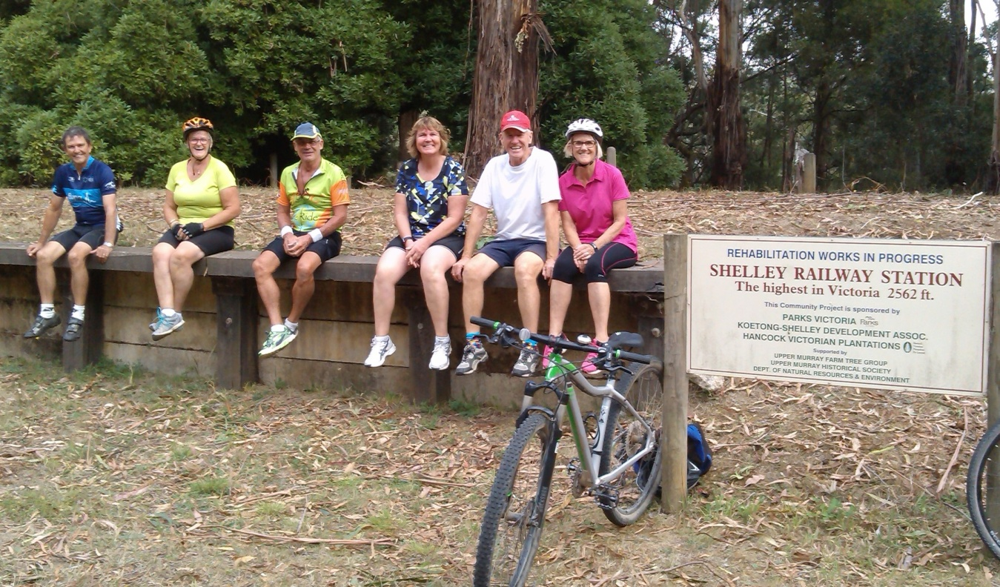 REHABILITATION WORKS IN PROGRESS
SHELLEY RAILWAY STATION
The highest in Victoria 2562 ft.
This Community Project is sponsored by
PARKS VICTORIA Parks
KOETONG-SHELLEY DEVELOPMENT ASSOC.
HANCOCK VICTORIAN PLANTATIONS
Supported by
UPPER MURRAY FARM TREE GROUP
UPPER MURRAY HISTORICAL SOCIETY
DEPT. OF NATURAL RESOURCES & ENVIRONMENT
Ride